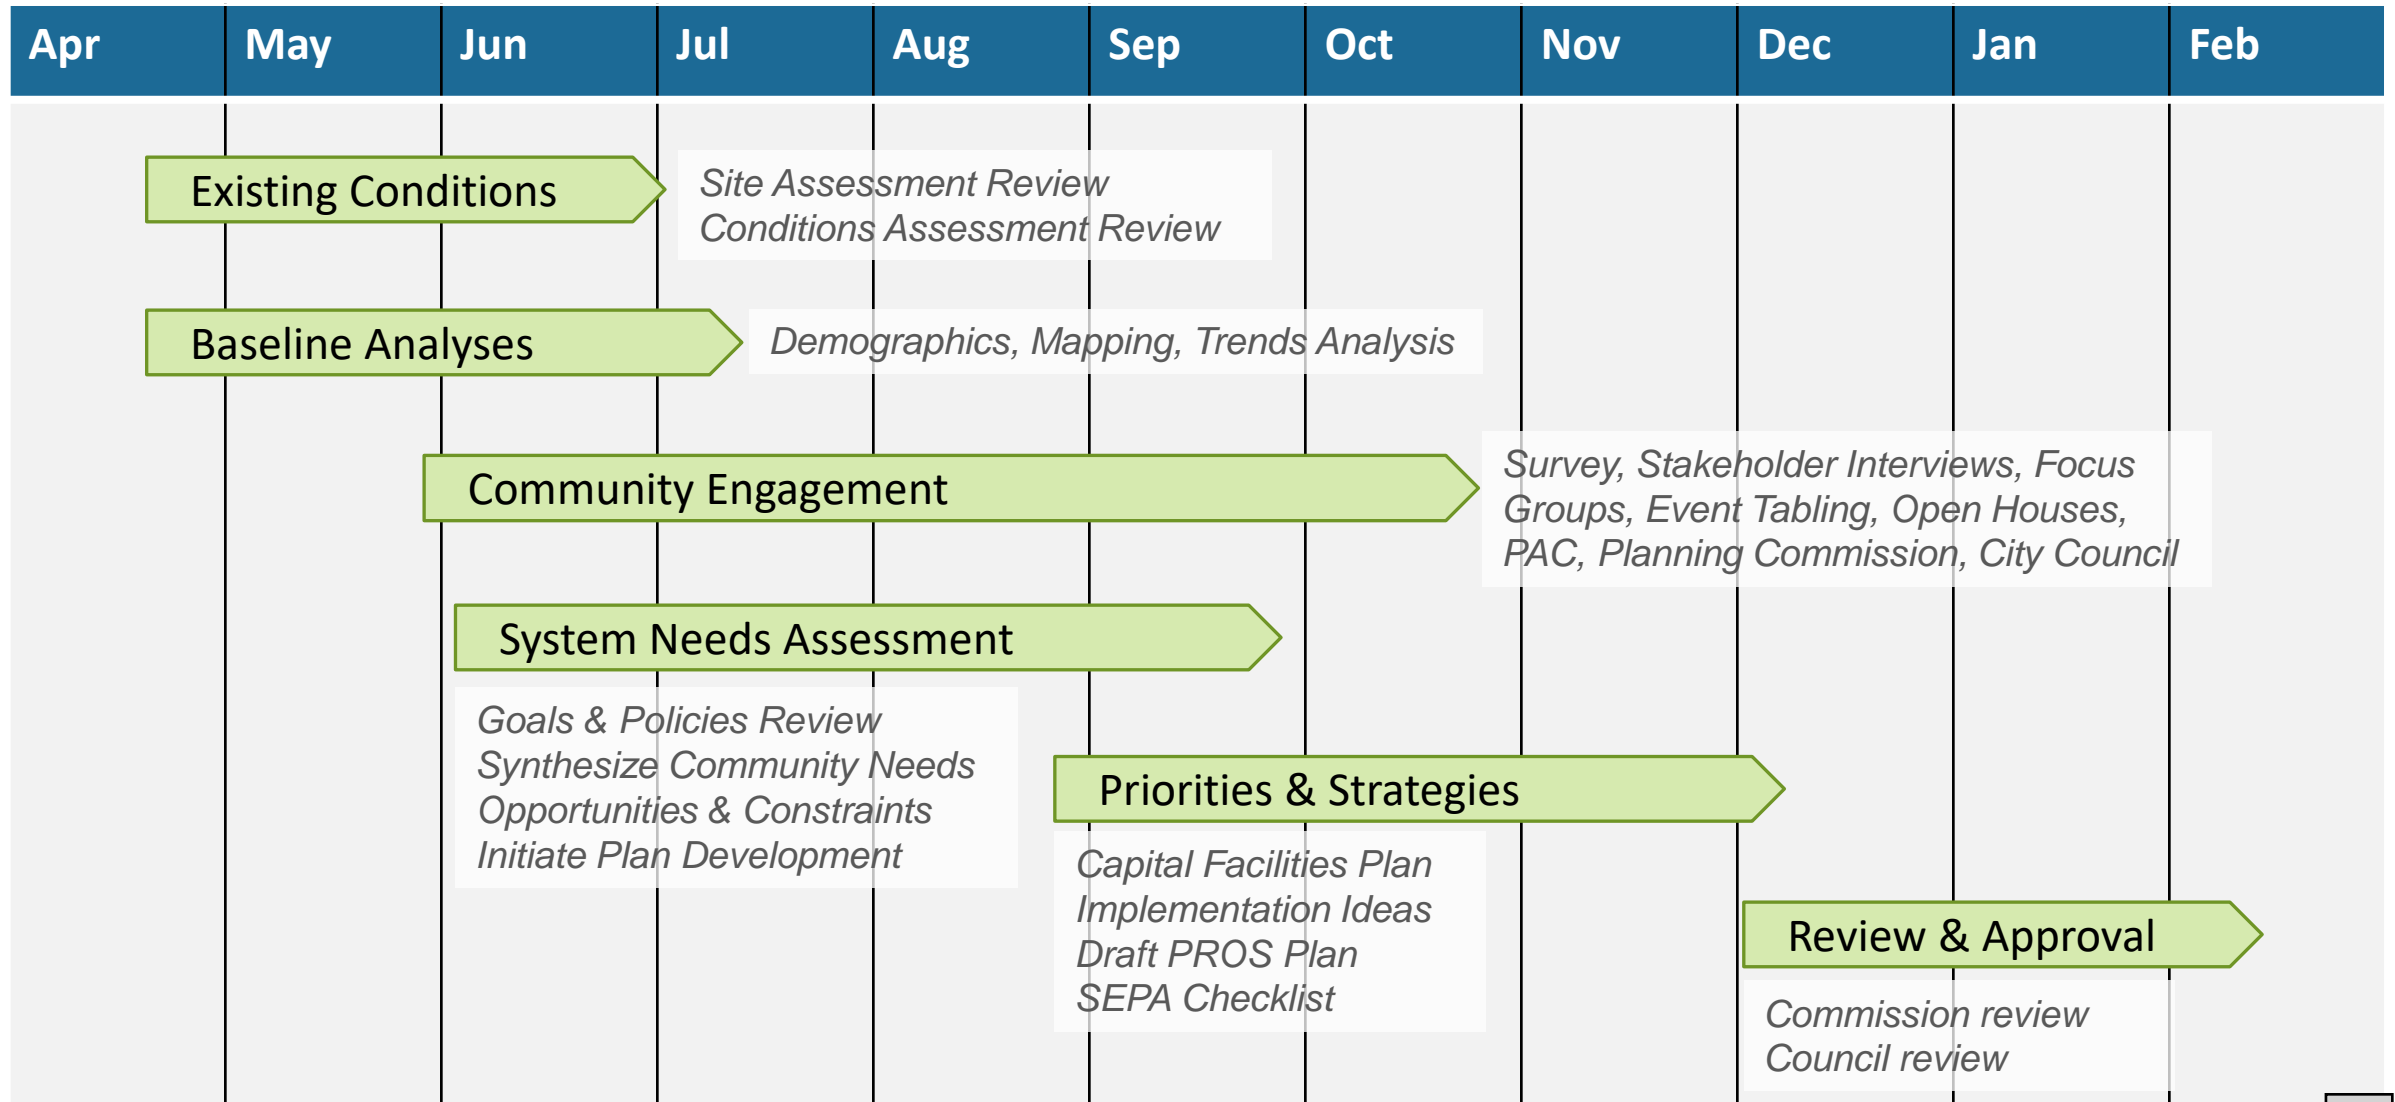 Apr May Jun Jul Aug Sep Oct Nov Dec Jan Feb
Existing Conditions
Site Assessment Review
Conditions Assessment Review
Baseline Analyses
Demographics, Mapping, Trends Analysis
Community Engagement
Survey, Stakeholder Interviews, Focus
Groups, Event Tabling, Open Houses,
PAC, Planning Commission, City Council
System Needs Assessment
Goals & Policies Review
Synthesize Community Needs
Opportunities & Constraints
Initiate Plan Development
Priorities & Strategies
Capital Facilities Plan
Implementation Ideas
Draft PROS Plan
SEPA Checklist
Review & Approval
Commission review
Council review